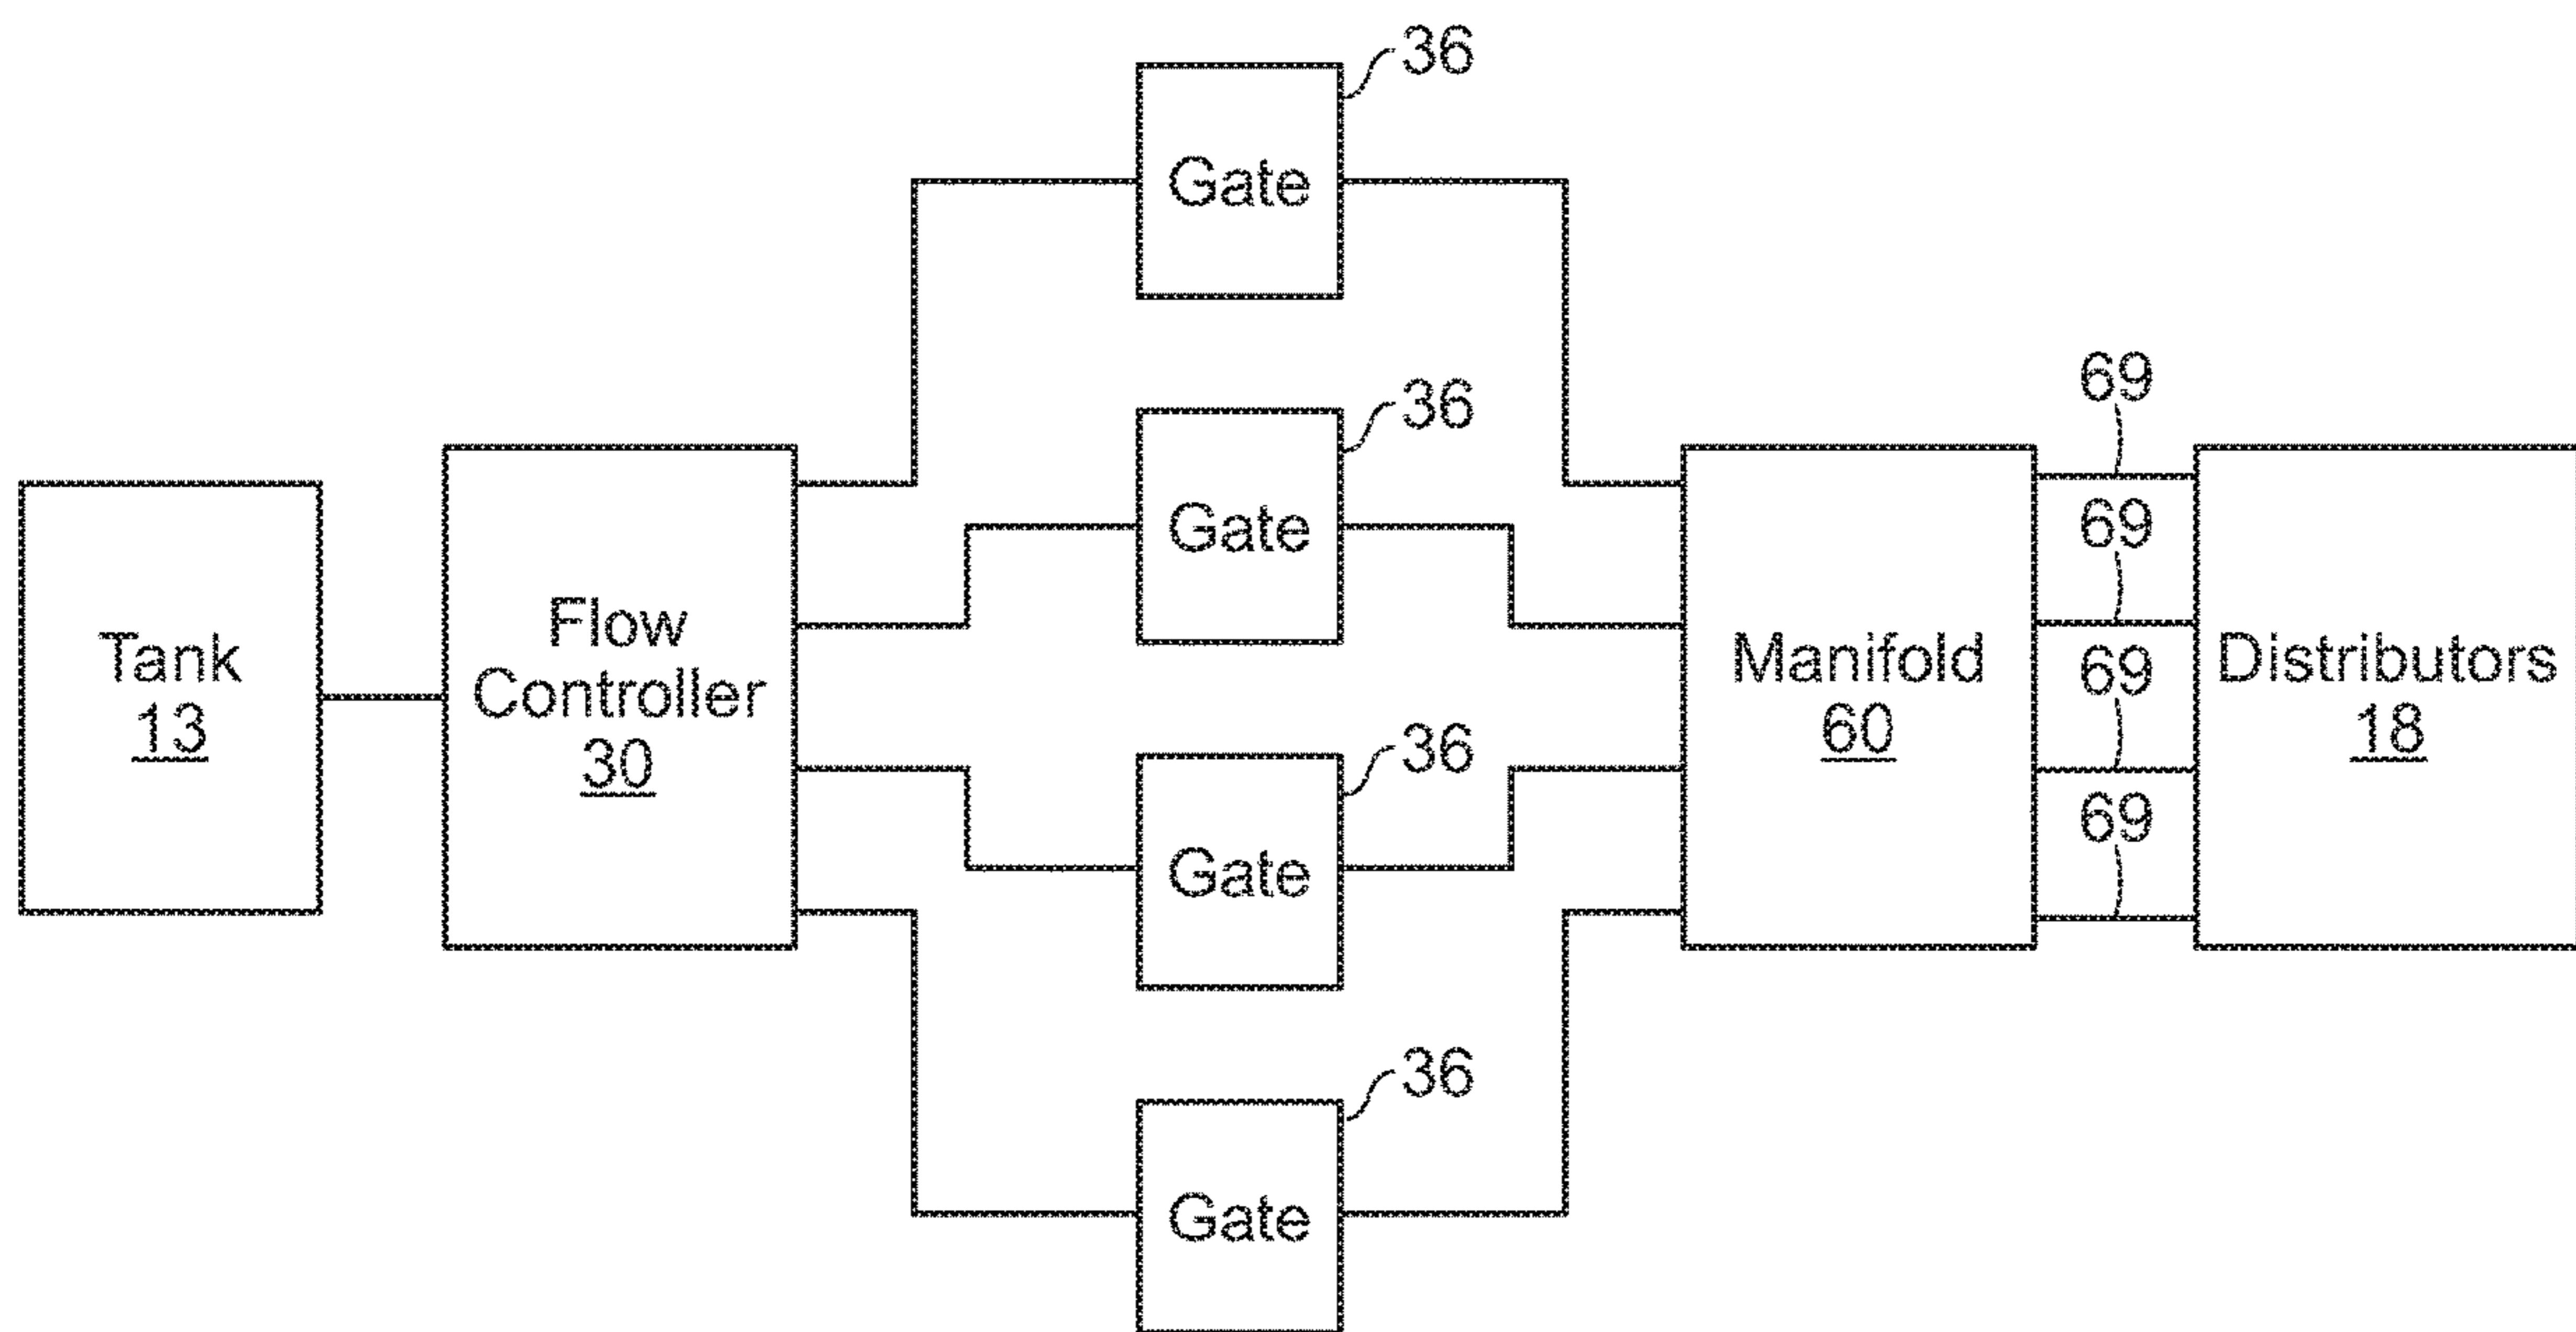 36
Gate
36
Gate
69
69
69
69
Tank
13
Flow
Controller
30
36
Gate
Manifold
60
Distributors
18
36
Gate